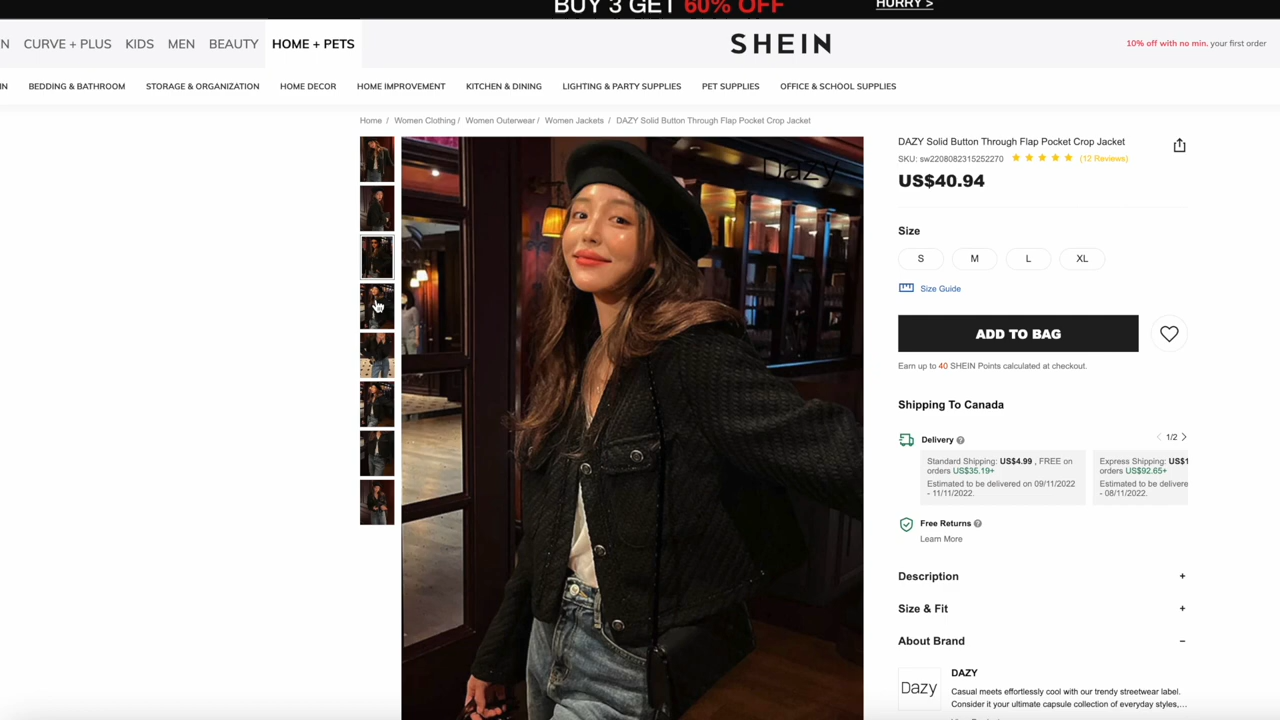 BUY 3 GET 60% OFF
HURRY >
N CURVE + PLUS KIDS MEN BEAUTY HOME + PETS
SHEIN
10% off with no min. your first order
IN BEDDING & BATHROOM STORAGE & ORGANIZATION HOME DECOR HOME IMPROVEMENT KITCHEN & DINING LIGHTING & PARTY SUPPLIES PET SUPPLIES OFFICE & SCHOOL SUPPLIES
Home / Women Clothing / Women Outerwear / Women Jackets / DAZY Solid Button Through Flap Pocket Crop Jacket
Dazy
DAZY Solid Button Through Flap Pocket Crop Jacket
SKU: sw2208082315252270 (12 Reviews)
US$40.94
Size
S M L XL
Size Guide
ADD TO BAG
Earn up to 40 SHEIN Points calculated at checkout.
Shipping To Canada
Delivery ? < 1/2 >
Standard Shipping: US$4.99 , FREE on
orders US$35.19+
Estimated to be delivered on 09/11/2022
- 11/11/2022.
Express Shipping: US$1
orders US$92.65+
Estimated to be delivere
- 08/11/2022.
Free Returns ?
Learn More
Description +
Size & Fit +
About Brand −
Dazy
DAZY
Casual meets effortlessly cool with our trendy streetwear label.
Consider it your ultimate capsule collection of everyday styles,...